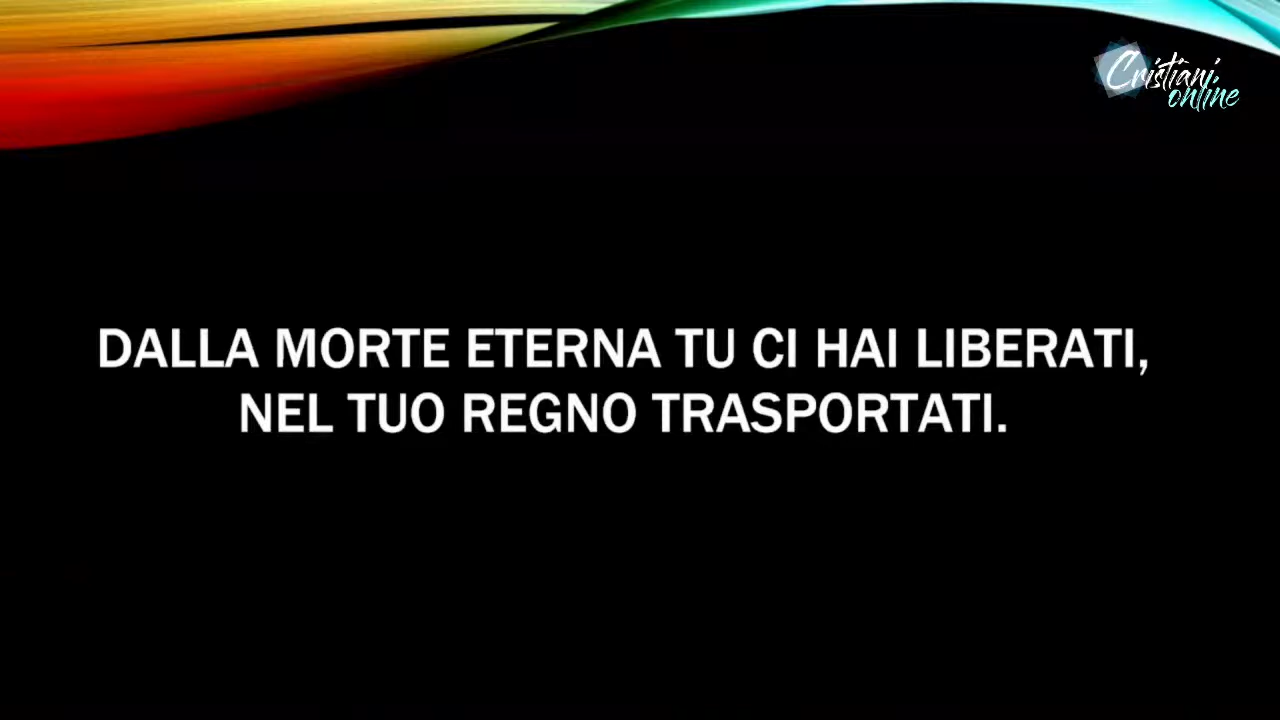 Cristiani
online
DALLA MORTE ETERNA TU CI HAI LIBERATI,
NEL TUO REGNO TRASPORTATI.